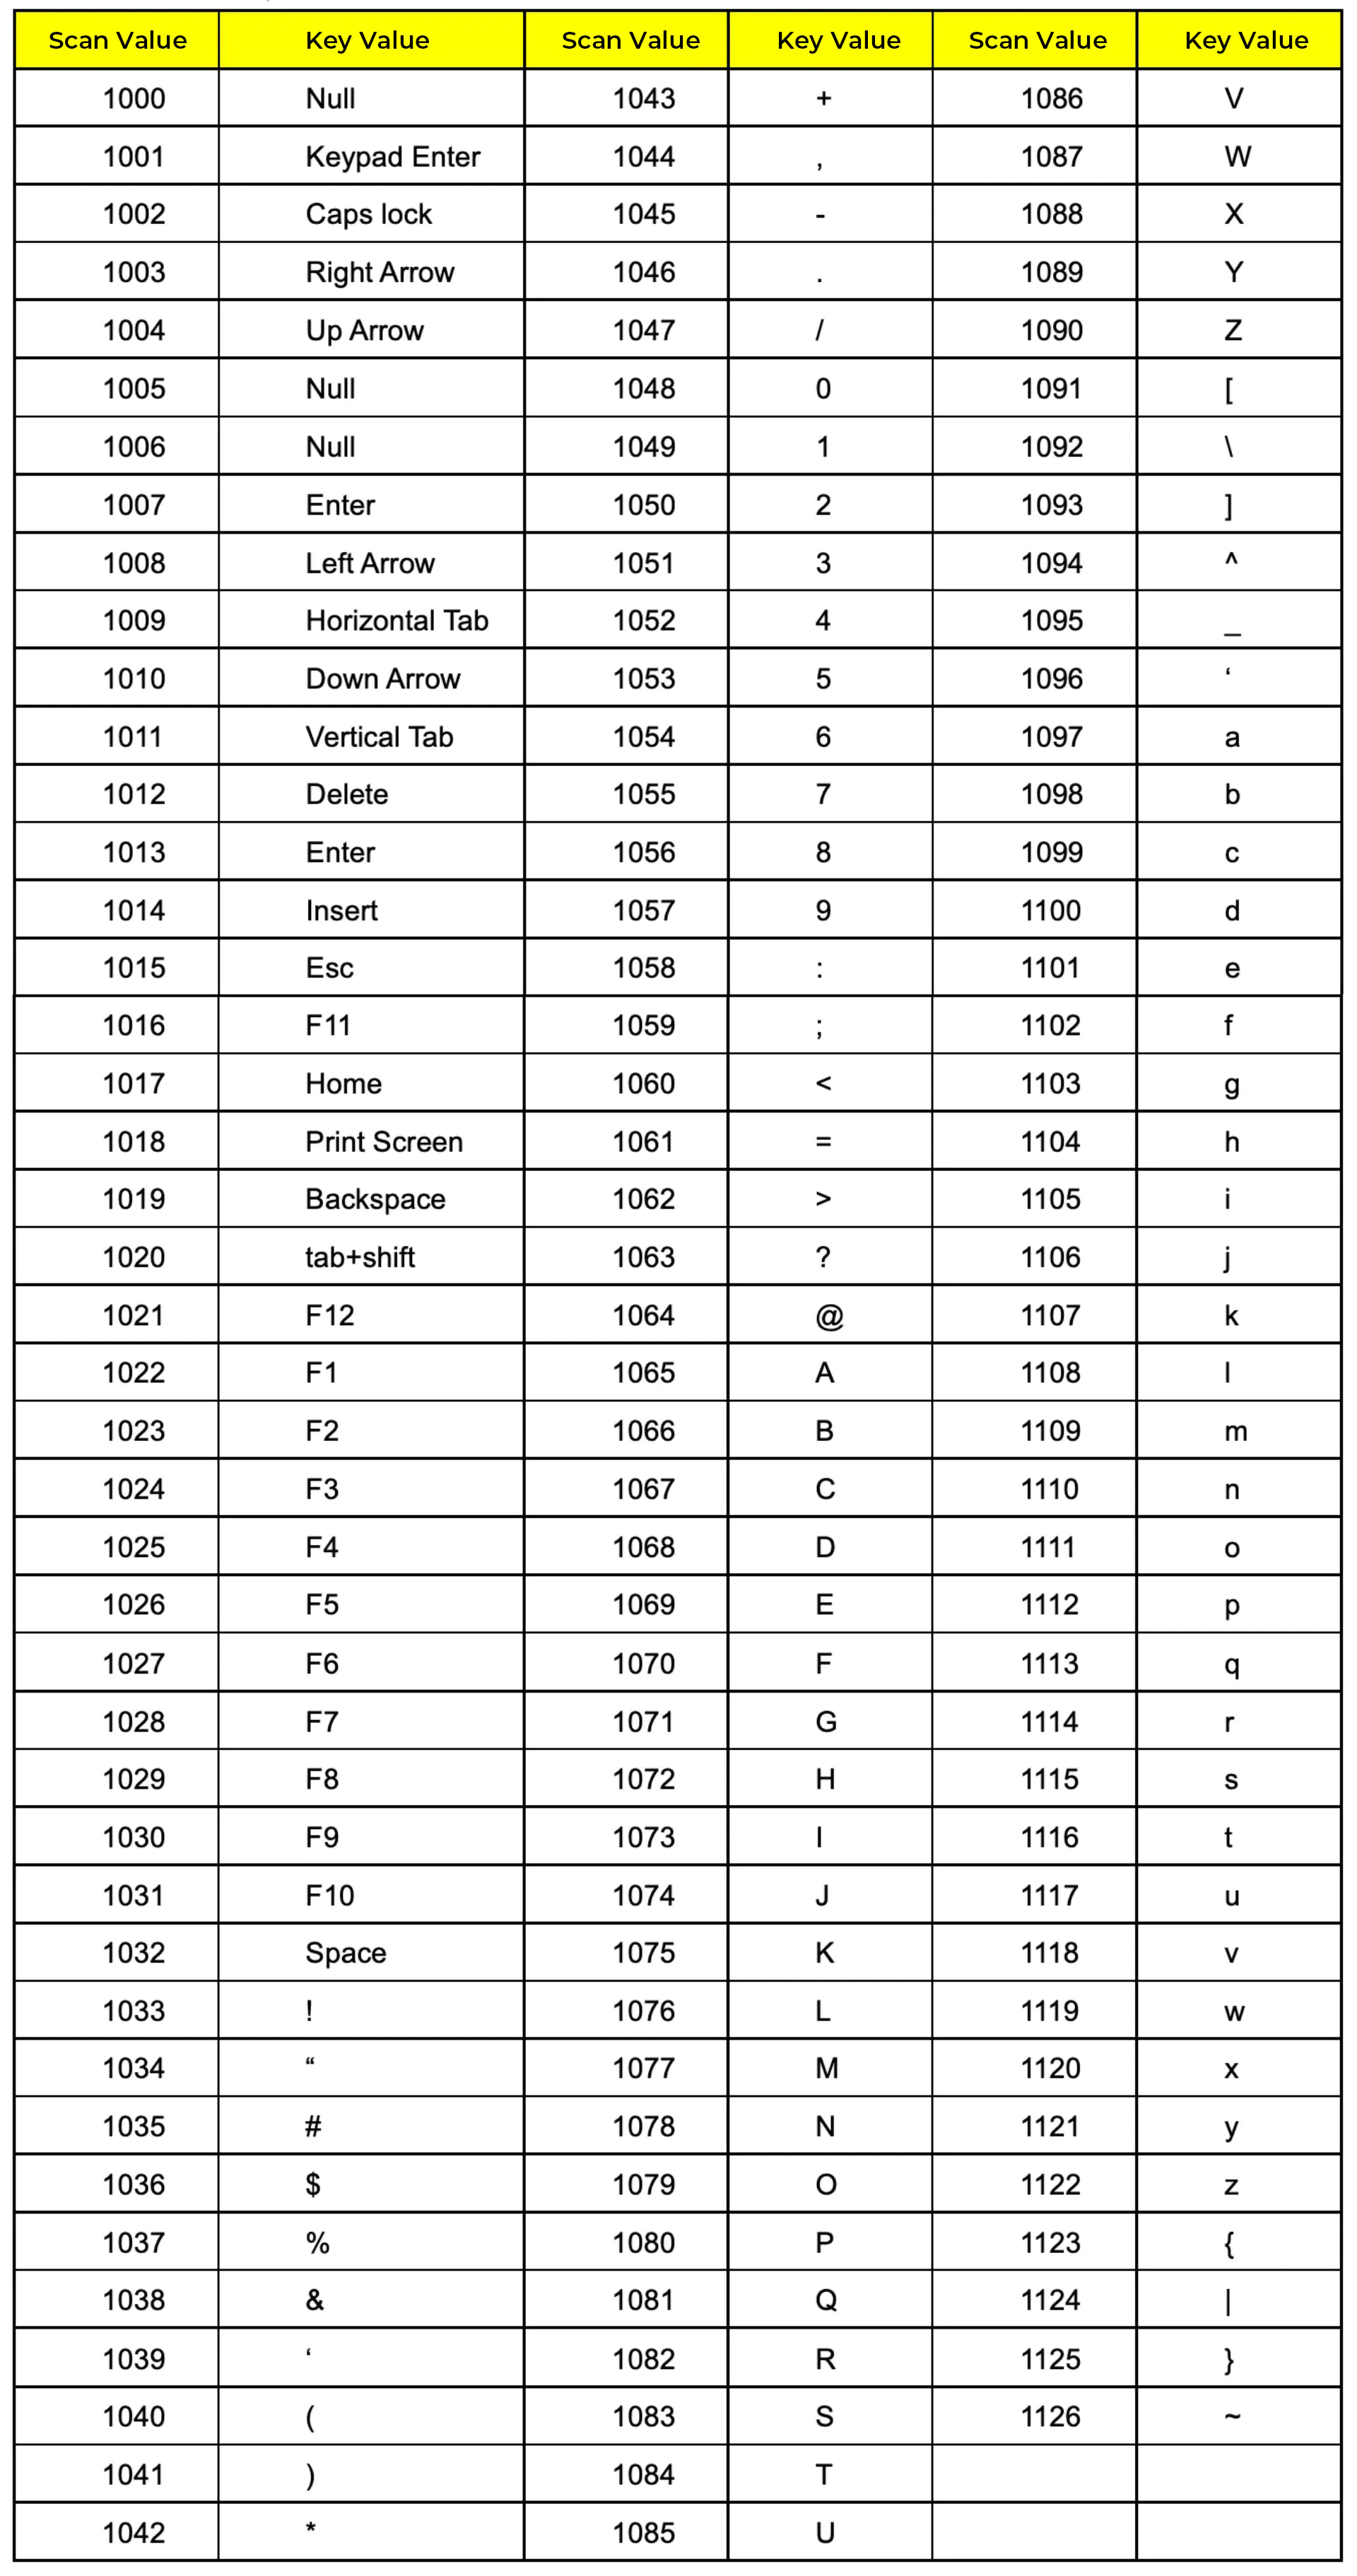 Scan Value Key Value Scan Value Key Value Scan Value Key Value
1000 Null 1043 + 1086 V
1001 Keypad Enter 1044 , 1087 W
1002 Caps lock 1045 - 1088 X
1003 Right Arrow 1046 . 1089 Y
1004 Up Arrow 1047 / 1090 Z
1005 Null 1048 0 1091 [
1006 Null 1049 1 1092 \
1007 Enter 1050 2 1093 ]
1008 Left Arrow 1051 3 1094 ^
1009 Horizontal Tab 1052 4 1095 _
1010 Down Arrow 1053 5 1096 ‘
1011 Vertical Tab 1054 6 1097 a
1012 Delete 1055 7 1098 b
1013 Enter 1056 8 1099 c
1014 Insert 1057 9 1100 d
1015 Esc 1058 : 1101 e
1016 F11 1059 ; 1102 f
1017 Home 1060 < 1103 g
1018 Print Screen 1061 = 1104 h
1019 Backspace 1062 > 1105 i
1020 tab+shift 1063 ? 1106 j
1021 F12 1064 @ 1107 k
1022 F1 1065 A 1108 l
1023 F2 1066 B 1109 m
1024 F3 1067 C 1110 n
1025 F4 1068 D 1111 o
1026 F5 1069 E 1112 p
1027 F6 1070 F 1113 q
1028 F7 1071 G 1114 r
1029 F8 1072 H 1115 s
1030 F9 1073 I 1116 t
1031 F10 1074 J 1117 u
1032 Space 1075 K 1118 v
1033 ! 1076 L 1119 w
1034 “ 1077 M 1120 x
1035 # 1078 N 1121 y
1036 $ 1079 O 1122 z
1037 % 1080 P 1123 {
1038 & 1081 Q 1124 |
1039 ‘ 1082 R 1125 }
1040 ( 1083 S 1126 ~
1041 ) 1084 T
1042 * 1085 U